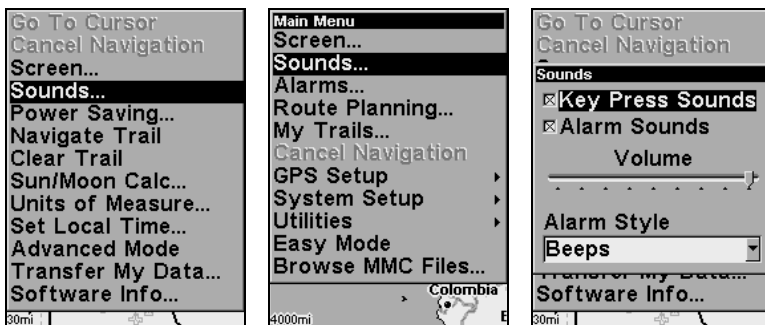 Go To Cursor
Cancel Navigation
Screen...
Sounds...
Power Saving...
Navigate Trail
Clear Trail
Sun/Moon Calc...
Units of Measure...
Set Local Time...
Advanced Mode
Transfer My Data...
Software Info...
30mi
Main Menu
Screen...
Sounds...
Alarms...
Route Planning...
My Trails...
Cancel Navigation
GPS Setup
System Setup
Utilities
Easy Mode
Browse MMC Files...
Colombia
4000mi
Go To Cursor
Cancel Navigation
Sounds
Key Press Sounds
Alarm Sounds
Volume
Alarm Style
Beeps
Transfer My Data...
Software Info...
30mi